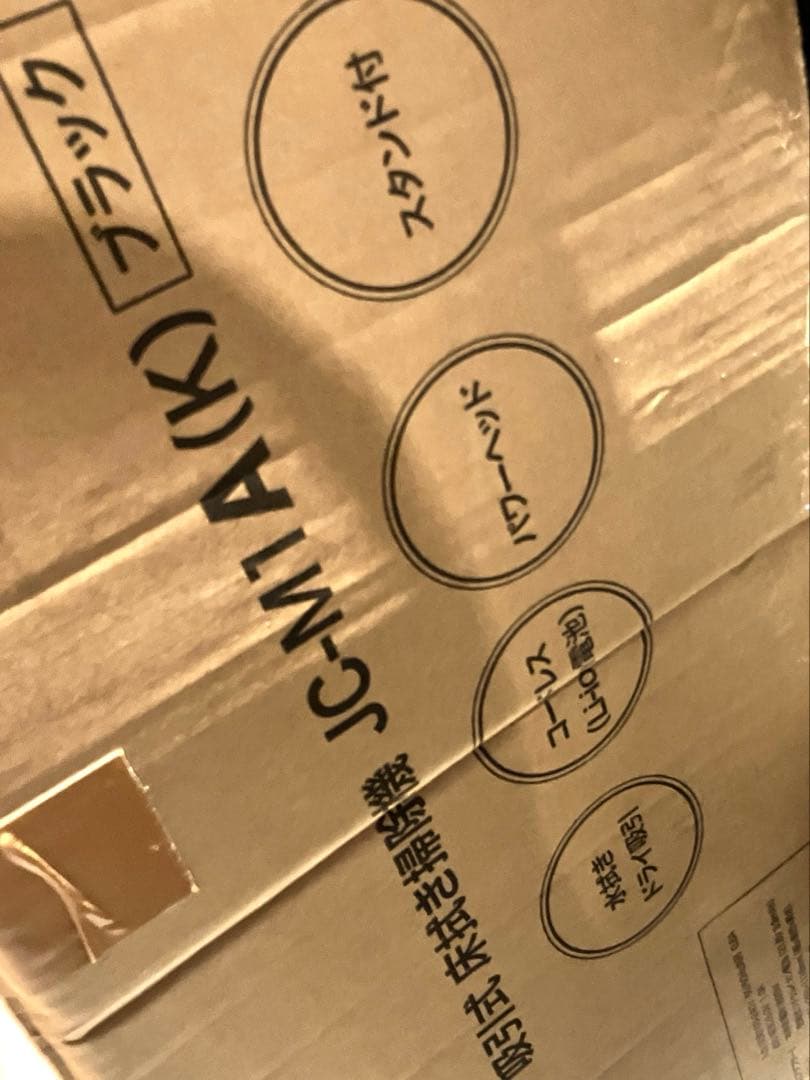 吸引式 床拭き掃除機 JC-M11A(K) ブラック
水拭き
ドライ吸引
コードレス
(Li-ion電池)
パワーヘッド
スタンド付